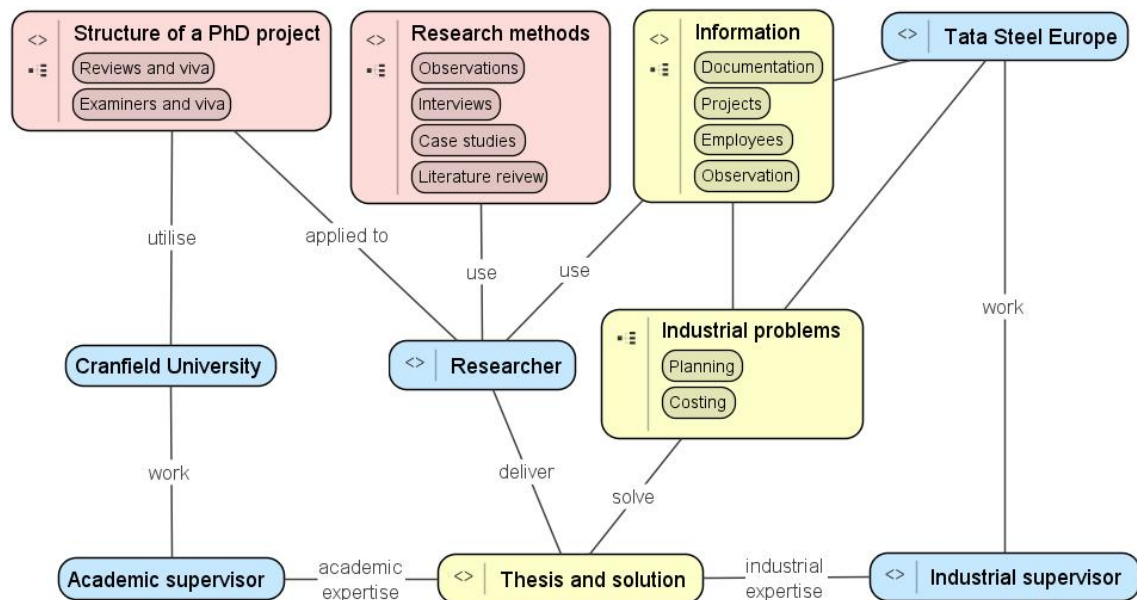 Structure of a PhD project
Reviews and viva
Examiners and viva
Research methods
Observations
Interviews
Case studies
Literature reivew
Information
Documentation
Projects
Employees
Observation
Tata Steel Europe
utilise
applied to
use
use
work
Cranfield University
Researcher
Industrial problems
Planning
Costing
work
deliver
solve
Academic supervisor
academic
expertise
Thesis and solution
industrial
expertise
Industrial supervisor